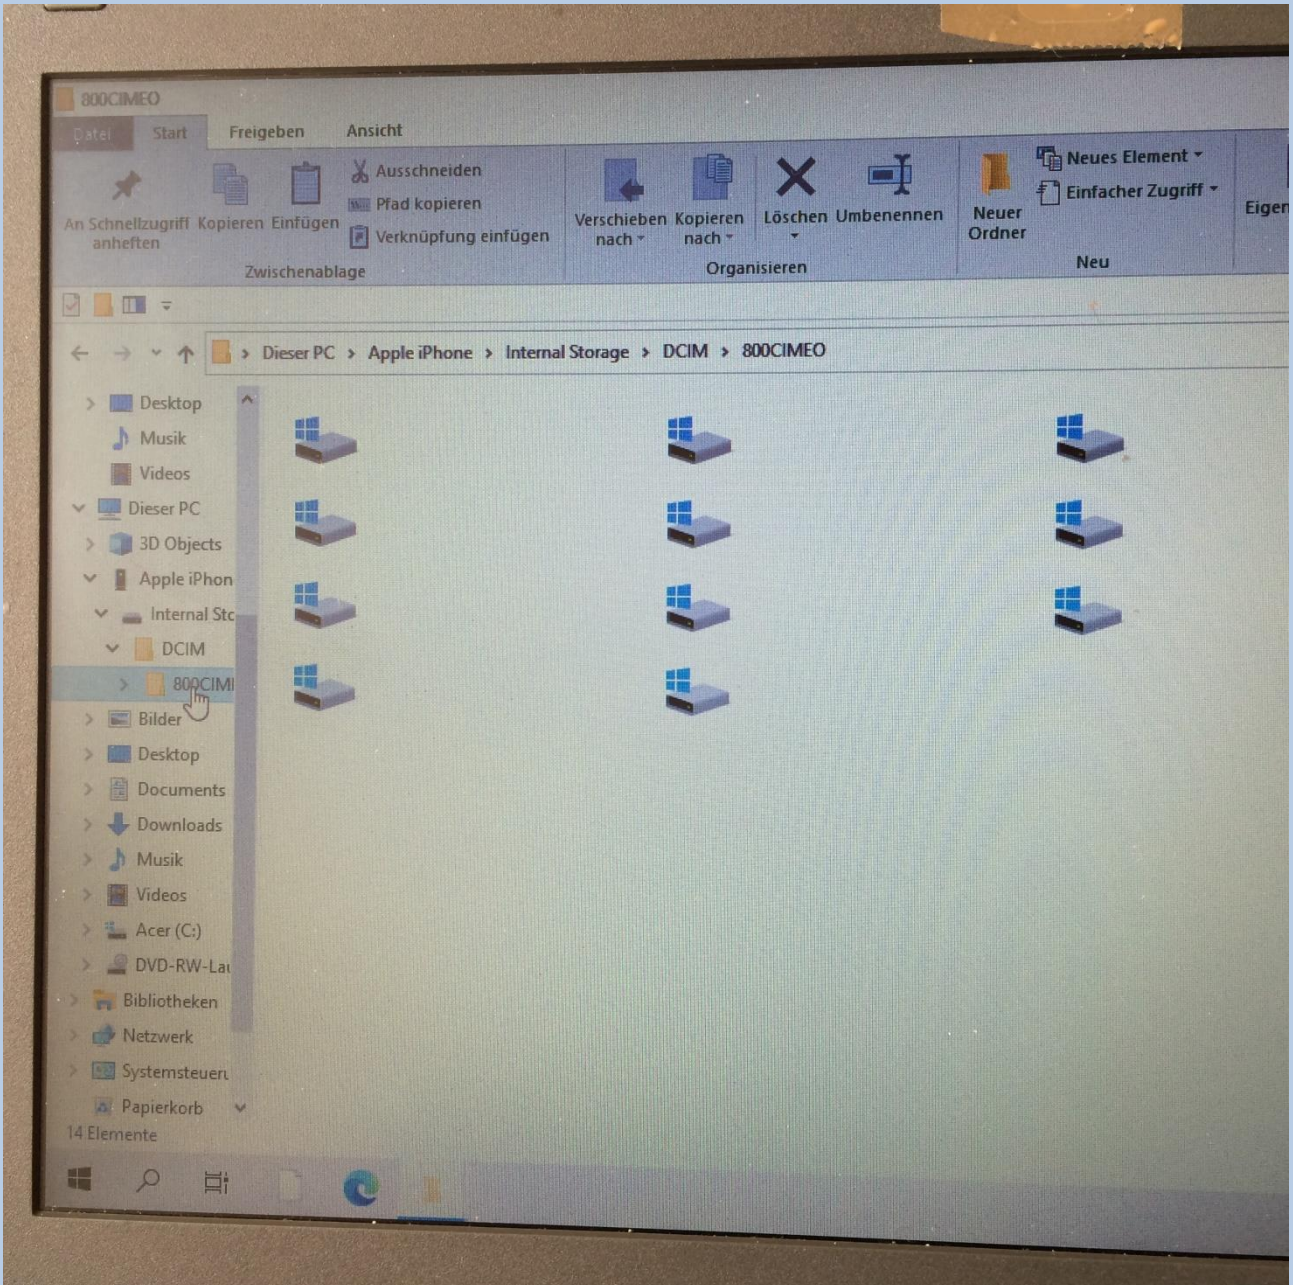 800CIMEO
Datei Start Freigeben Ansicht
An Schnellzugriff anheften
Kopieren
Einfügen
Ausschneiden
Pfad kopieren
Verknüpfung einfügen
Zwischenablage
Verschieben nach
Kopieren nach
Löschen
Umbenennen
Organisieren
Neuer Ordner
Neues Element
Einfacher Zugriff
Neu
Eigen
Dieser PC > Apple iPhone > Internal Storage > DCIM > 800CIMEO
Desktop
Musik
Videos
Dieser PC
3D Objects
Apple iPhon
Internal Stc
DCIM
800CIMI
Bilder
Desktop
Documents
Downloads
Musik
Videos
Acer (C:)
DVD-RW-Lau
Bibliotheken
Netzwerk
Systemsteueru
Papierkorb
14 Elemente